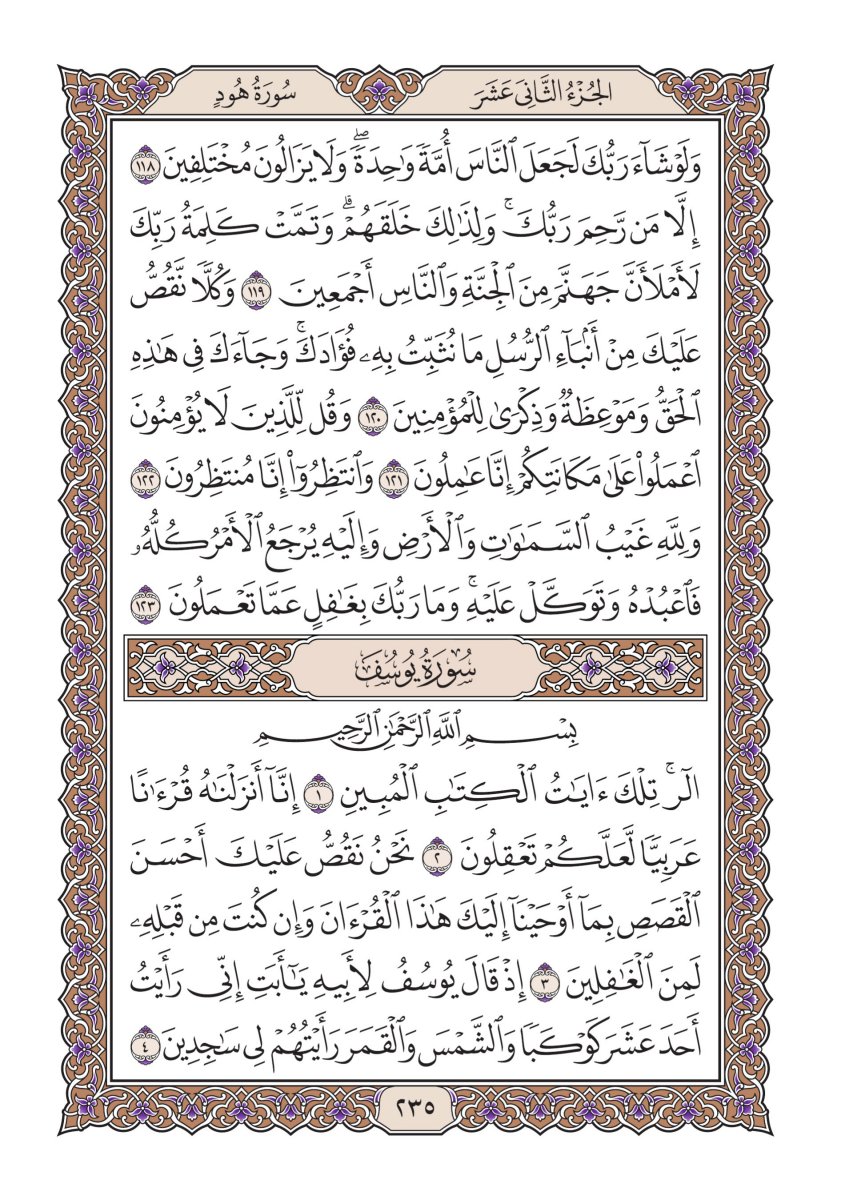 الجُزْءُ الثَّانِيَ عَشَرَ
سُورَةُ هُودٍ
وَلَوْ شَآءَ رَبُّكَ لَجَعَلَ ٱلنَّاسَ أُمَّةً وَٰحِدَةًۖ وَلَا يَزَالُونَ مُخْتَلِفِينَ ١١٨
إِلَّا مَن رَّحِمَ رَبُّكَۚ وَلِذَٰلِكَ خَلَقَهُمْۗ وَتَمَّتْ كَلِمَةُ رَبِّكَ
لَأَمْلَأَنَّ جَهَنَّمَ مِنَ ٱلْجِنَّةِ وَٱلنَّاسِ أَجْمَعِينَ ١١٩ وَكُلًّا نَّقُصُّ
عَلَيْكَ مِنْ أَنۢبَآءِ ٱلرُّسُلِ مَا نُثَبِّتُ بِهِۦ فُؤَادَكَۚ وَجَآءَكَ فِى هَٰذِهِ
ٱلْحَقُّ وَمَوْعِظَةٌ وَذِكْرَىٰ لِلْمُؤْمِنِينَ ١٢٠ وَقُل لِّلَّذِينَ لَا يُؤْمِنُونَ
ٱعْمَلُوا۟ عَلَىٰ مَكَانَتِكُمْ إِنَّا عَٰمِلُونَ ١٢١ وَٱنتَظِرُوٓا۟ إِنَّا مُنتَظِرُونَ ١٢٢
وَلِلَّهِ غَيْبُ ٱلسَّمَٰوَٰتِ وَٱلْأَرْضِ وَإِلَيْهِ يُرْجَعُ ٱلْأَمْرُ كُلُّهُۥ
فَٱعْبُدْهُ وَتَوَكَّلْ عَلَيْهِۚ وَمَا رَبُّكَ بِغَٰفِلٍ عَمَّا تَعْمَلُونَ ١٢٣
سُورَةُ يُوسُفَ
بِسْمِ ٱللَّهِ ٱلرَّحْمَٰنِ ٱلرَّحِيمِ
الٓرۚ تِلْكَ ءَايَٰتُ ٱلْكِتَٰبِ ٱلْمُبِينِ ١ إِنَّآ أَنزَلْنَٰهُ قُرْءَٰنًا
عَرَبِيًّا لَّعَلَّكُمْ تَعْقِلُونَ ٢ نَحْنُ نَقُصُّ عَلَيْكَ أَحْسَنَ
ٱلْقَصَصِ بِمَآ أَوْحَيْنَآ إِلَيْكَ هَٰذَا ٱلْقُرْءَانَ وَإِن كُنتَ مِن قَبْلِهِۦ
لَمِنَ ٱلْغَٰفِلِينَ ٣ إِذْ قَالَ يُوسُفُ لِأَبِيهِ يَٰٓأَبَتِ إِنِّى رَأَيْتُ
أَحَدَ عَشَرَ كَوْكَبًا وَٱلشَّمْسَ وَٱلْقَمَرَ رَأَيْتُهُمْ لِى سَٰجِدِينَ ٤
٢٣٥